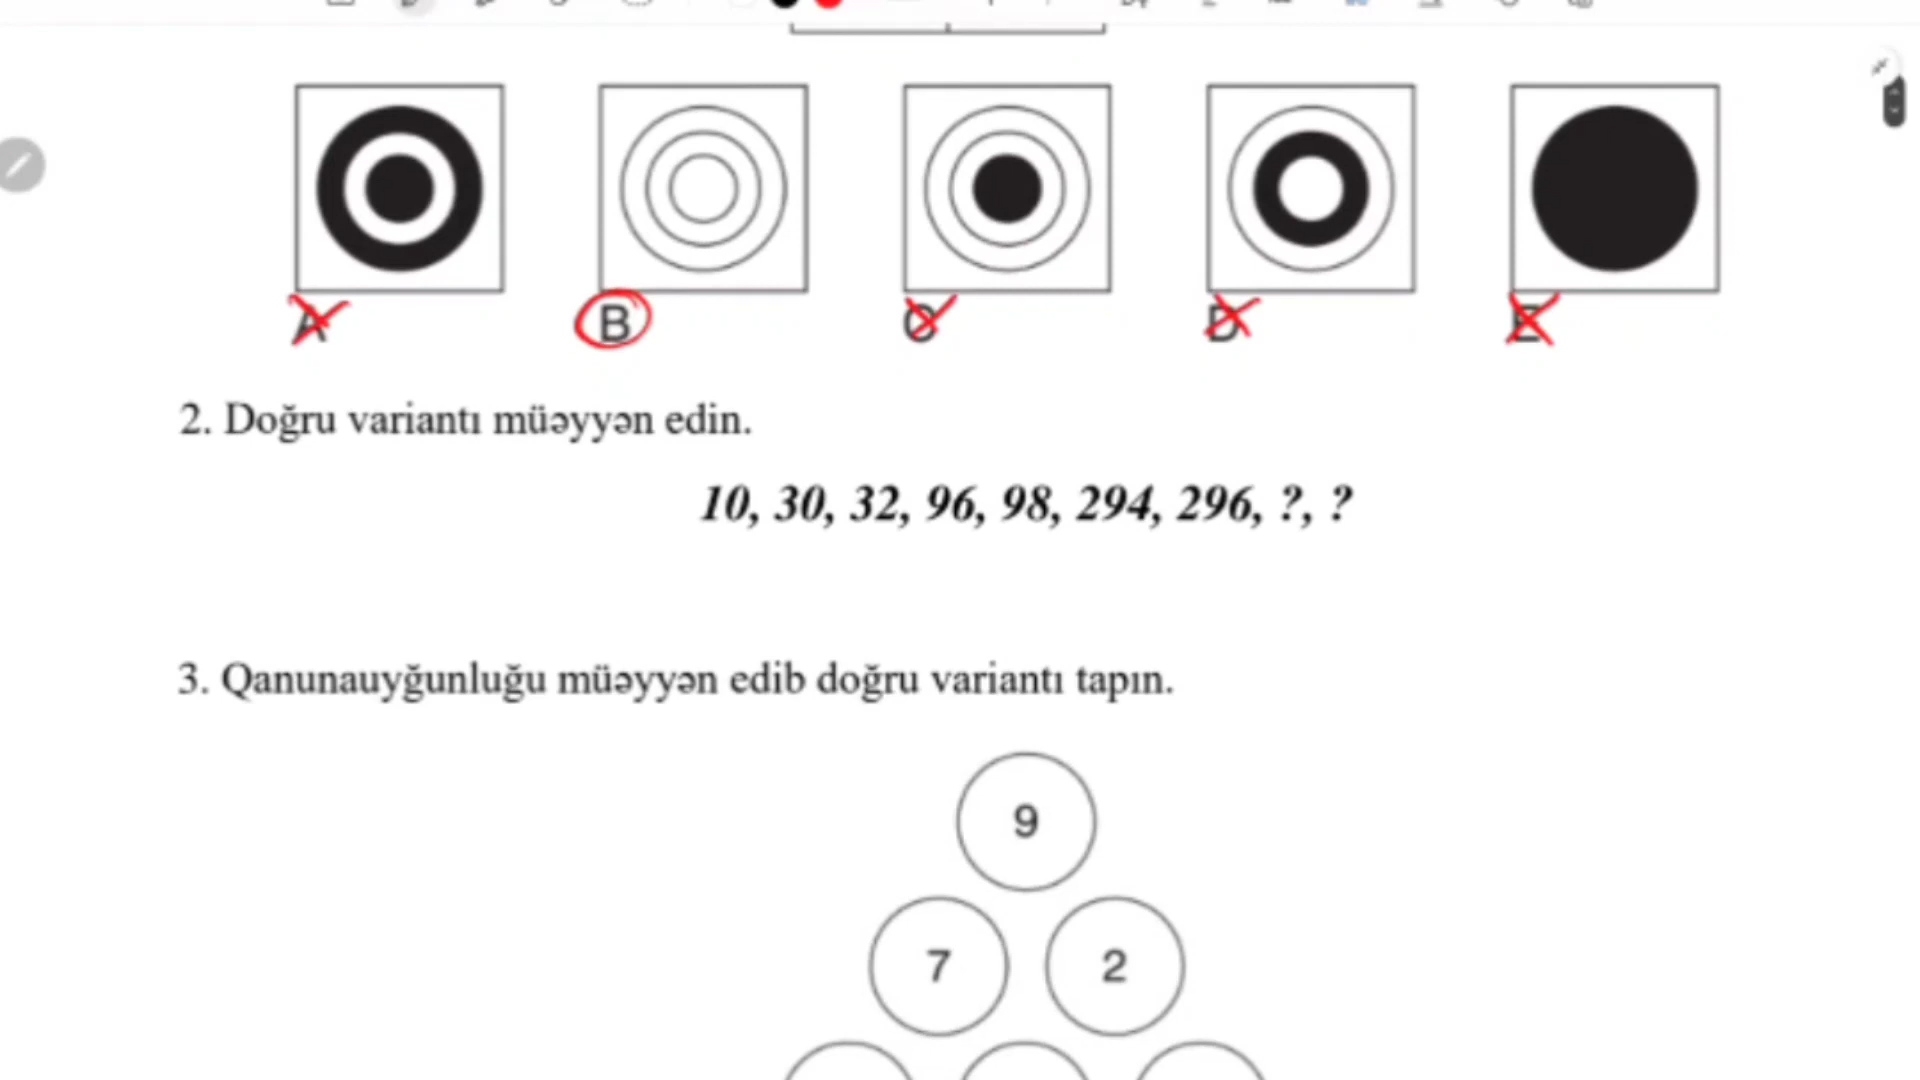 A B C D E
2. Doğru variantı müəyyən edin.
10, 30, 32, 96, 98, 294, 296, ?, ?
3. Qanunauyğunluğu müəyyən edib doğru variantı tapın.
9
7 2